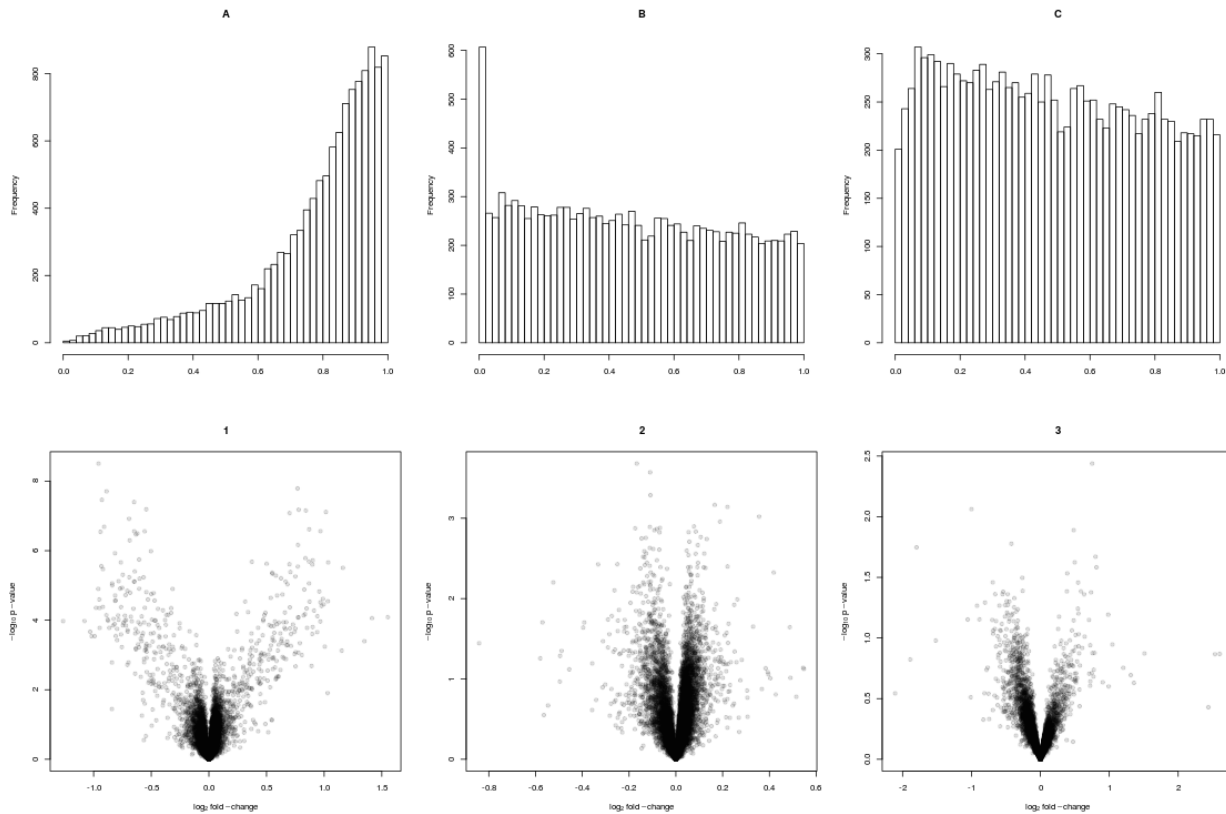 A
B
C
Frequency
0
200
400
600
800
0.0 0.2 0.4 0.6 0.8 1.0
Frequency
0
100
200
300
400
500
600
0.0 0.2 0.4 0.6 0.8 1.0
Frequency
0
50
100
150
200
250
300
0.0 0.2 0.4 0.6 0.8 1.0
1
2
3
−log10 p−value
0
2
4
6
8
-1.0 -0.5 0.0 0.5 1.0 1.5
log2 fold−change
−log10 p−value
0
1
2
3
-0.8 -0.6 -0.4 -0.2 0.0 0.2 0.4 0.6
log2 fold−change
−log10 p−value
0.0
0.5
1.0
1.5
2.0
2.5
-2 -1 0 1 2
log2 fold−change